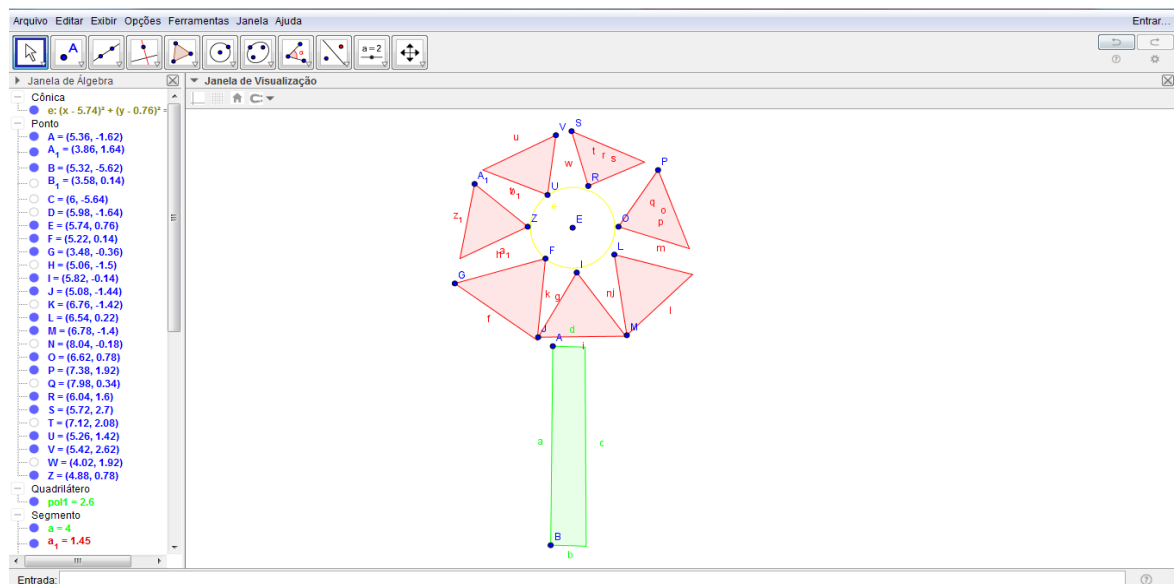 Arquivo Editar Exibir Opções Ferramentas Janela Ajuda
Entrar...
A
a = 2
Janela de Álgebra
Janela de Visualização
Cônica
e: (x - 5.74)² + (y - 0.76)² =
Ponto
A = (5.36, -1.62)
A₁ = (3.86, 1.64)
B = (5.32, -5.62)
B₁ = (3.58, 0.14)
C = (6, -5.64)
D = (5.98, -1.64)
E = (5.74, 0.76)
F = (5.22, 0.14)
G = (3.48, -0.36)
H = (5.06, -1.5)
I = (5.82, -0.14)
J = (5.08, -1.44)
K = (6.76, -1.42)
L = (6.54, 0.22)
M = (6.78, -1.4)
N = (8.04, -0.18)
O = (6.62, 0.78)
P = (7.38, 1.92)
Q = (7.98, 0.34)
R = (6.04, 1.6)
S = (5.72, 2.7)
T = (7.12, 2.08)
U = (5.26, 1.42)
V = (5.42, 2.62)
W = (4.02, 1.92)
Z = (4.88, 0.78)
Quadrilátero
pol1 = 2.6
Segmento
a = 4
a₁ = 1.45
u
V
S
w
t
r
s
P
A₁
U
R
q
o
p
e
z₁
Z
E
O
m
F
L
G
I
k
g
n
j
l
f
J
d
M
A
i
a
c
B
b
Entrada: